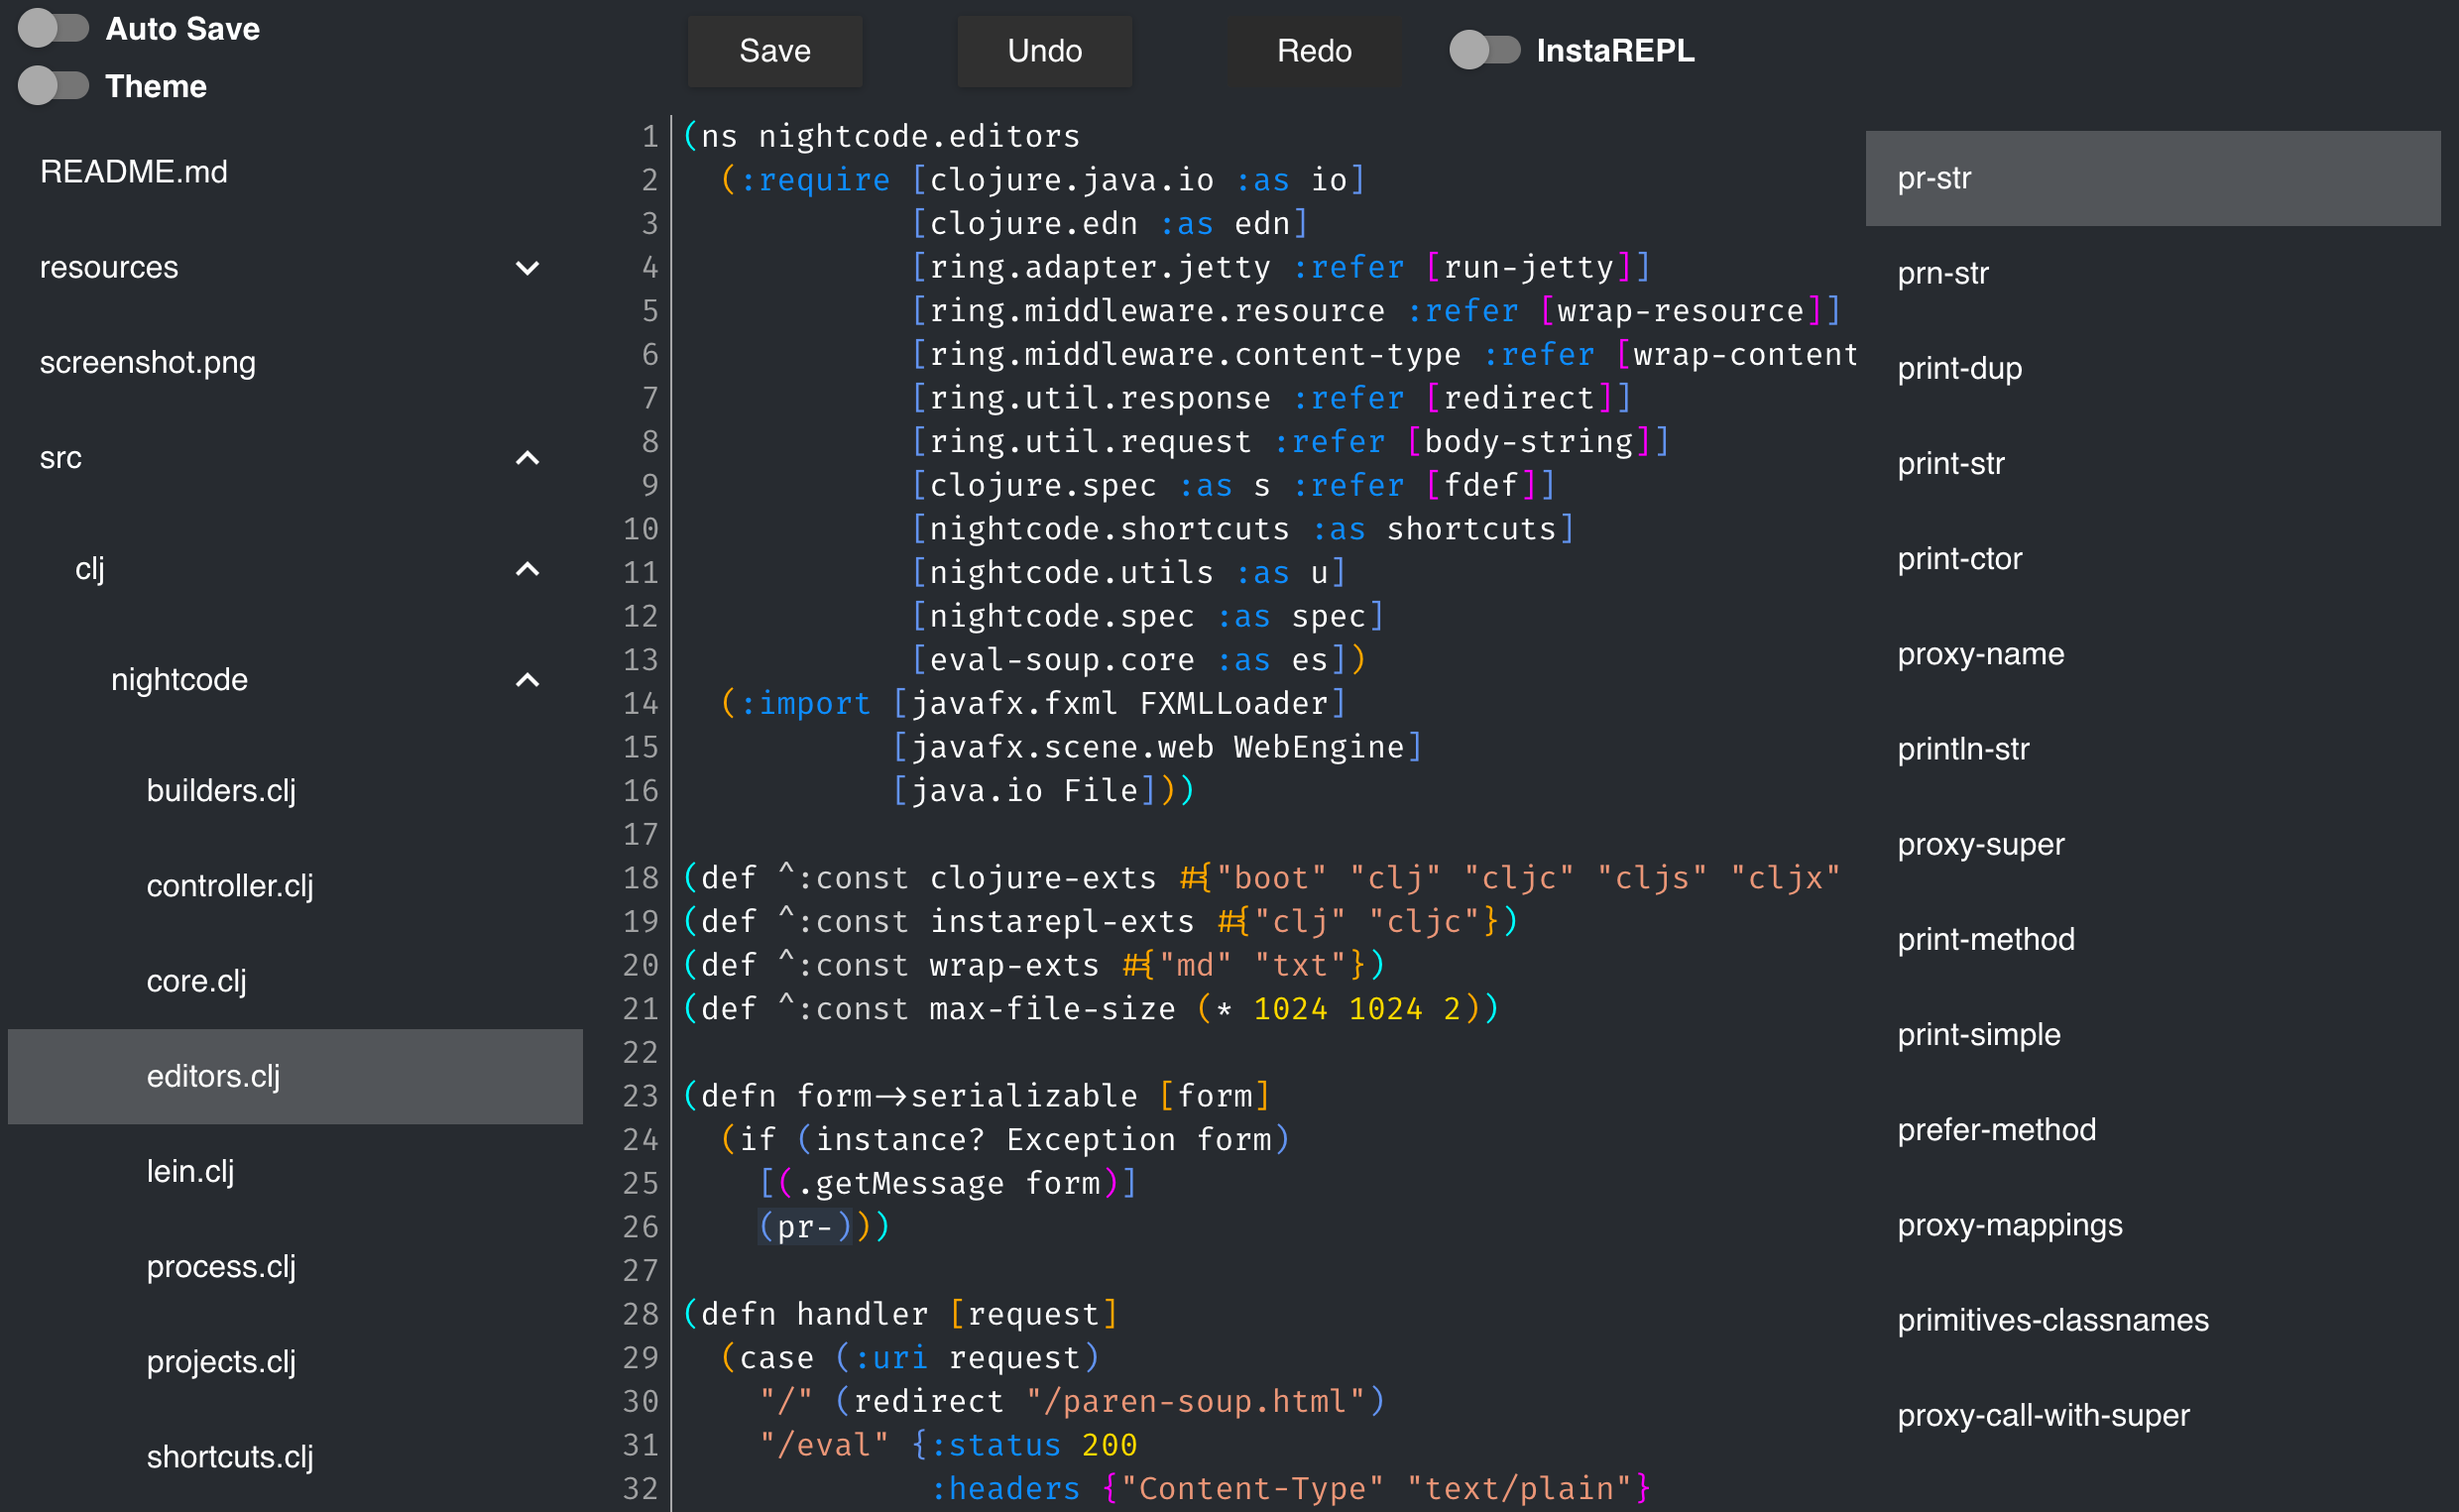 Auto Save
Theme
Save
Undo
Redo
InstaREPL
README.md
resources
screenshot.png
src
clj
nightcode
builders.clj
controller.clj
core.clj
editors.clj
lein.clj
process.clj
projects.clj
shortcuts.clj
1 (ns nightcode.editors
2   (:require [clojure.java.io :as io]
3             [clojure.edn :as edn]
4             [ring.adapter.jetty :refer [run-jetty]]
5             [ring.middleware.resource :refer [wrap-resource]]
6             [ring.middleware.content-type :refer [wrap-content
7             [ring.util.response :refer [redirect]]
8             [ring.util.request :refer [body-string]]
9             [clojure.spec :as s :refer [fdef]]
10             [nightcode.shortcuts :as shortcuts]
11             [nightcode.utils :as u]
12             [nightcode.spec :as spec]
13             [eval-soup.core :as es])
14   (:import [javafx.fxml FXMLLoader]
15            [javafx.scene.web WebEngine]
16            [java.io File]))
17
18 (def ^:const clojure-exts #{"boot" "clj" "cljc" "cljs" "cljx"
19 (def ^:const instarepl-exts #{"clj" "cljc"})
20 (def ^:const wrap-exts #{"md" "txt"})
21 (def ^:const max-file-size (* 1024 1024 2))
22
23 (defn form->serializable [form]
24   (if (instance? Exception form)
25     [(.getMessage form)]
26     (pr-)))
27
28 (defn handler [request]
29   (case (:uri request)
30     "/" (redirect "/paren-soup.html")
31     "/eval" {:status 200
32              :headers {"Content-Type" "text/plain"}
pr-str
prn-str
print-dup
print-str
print-ctor
proxy-name
println-str
proxy-super
print-method
print-simple
prefer-method
proxy-mappings
primitives-classnames
proxy-call-with-super